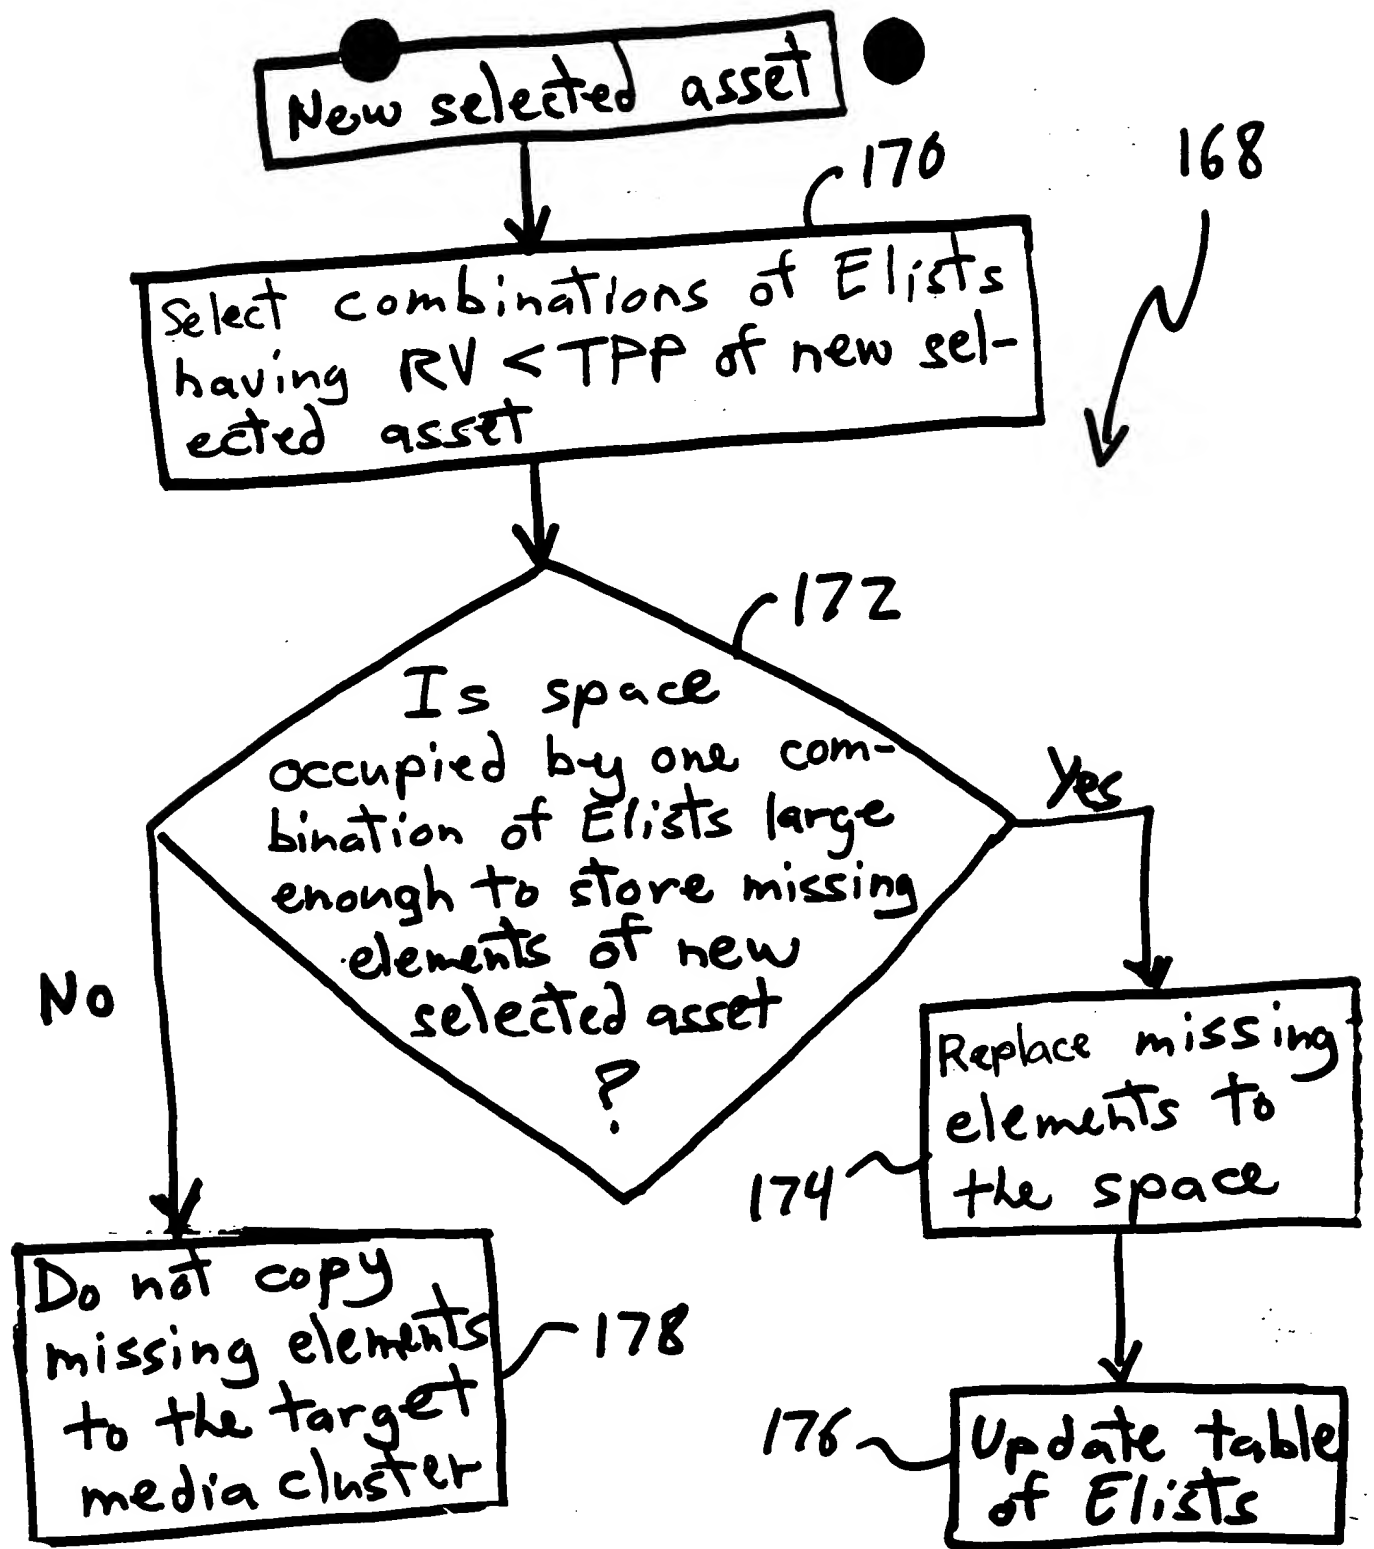 New selected asset
170
168
Select combinations of Elists
having RV < TPP of new sel-
ected asset
172
Is space
occupied by one com-
bination of Elists large
enough to store missing
elements of new
selected asset
?
Yes
No
Replace missing
elements to
the space
174
Do not copy
missing elements
to the target
media cluster
178
176
Update table
of Elists